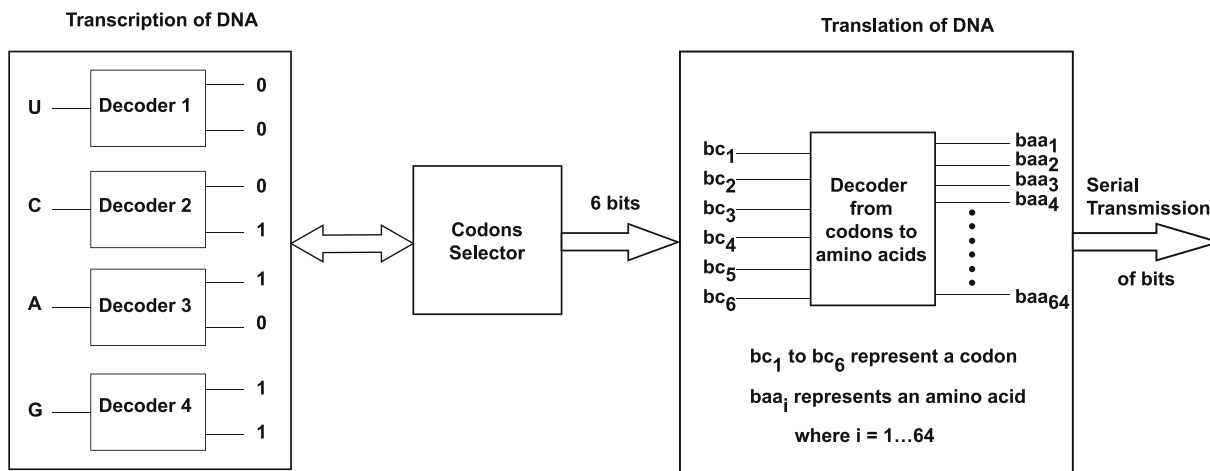 Transcription of DNA
U
Decoder 1
0
0
C
Decoder 2
0
1
A
Decoder 3
1
0
G
Decoder 4
1
1
Codons
Selector
6 bits
Translation of DNA
bc1
bc2
bc3
bc4
bc5
bc6
Decoder
from
codons to
amino acids
baa1
baa2
baa3
baa4
baa64
bc1 to bc6 represent a codon
baai represents an amino acid
where i = 1...64
Serial
Transmission
of bits